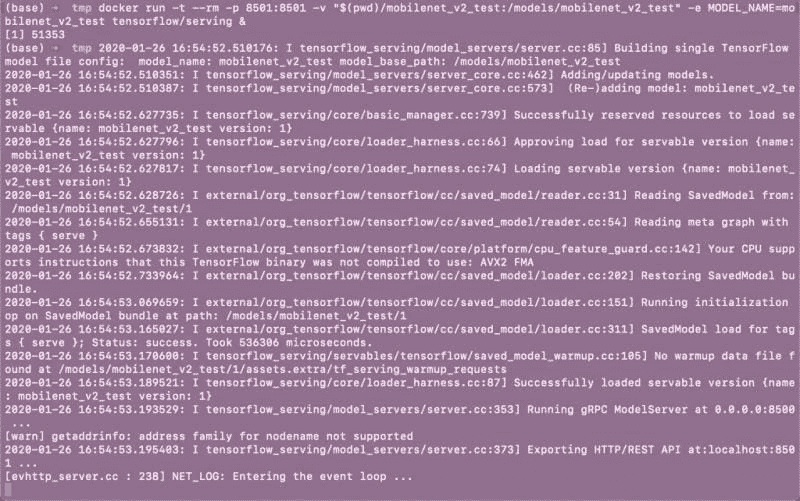 (base) → tmp docker run -t --rm -p 8501:8501 -v "$(pwd)/mobilenet_v2_test:/models/mobilenet_v2_test" -e MODEL_NAME=mo
bilenet_v2_test tensorflow/serving &
[1] 51353
(base) → tmp 2020-01-26 16:54:52.510176: I tensorflow_serving/model_servers/server.cc:85] Building single TensorFlow
model file config:  model_name: mobilenet_v2_test model_base_path: /models/mobilenet_v2_test
2020-01-26 16:54:52.510351: I tensorflow_serving/model_servers/server_core.cc:462] Adding/updating models.
2020-01-26 16:54:52.510387: I tensorflow_serving/model_servers/server_core.cc:573]  (Re-)adding model: mobilenet_v2_te
st
2020-01-26 16:54:52.627735: I tensorflow_serving/core/basic_manager.cc:739] Successfully reserved resources to load se
rvable {name: mobilenet_v2_test version: 1}
2020-01-26 16:54:52.627796: I tensorflow_serving/core/loader_harness.cc:66] Approving load for servable version {name:
 mobilenet_v2_test version: 1}
2020-01-26 16:54:52.627817: I tensorflow_serving/core/loader_harness.cc:74] Loading servable version {name: mobilenet_
v2_test version: 1}
2020-01-26 16:54:52.628726: I external/org_tensorflow/tensorflow/cc/saved_model/reader.cc:31] Reading SavedModel from:
 /models/mobilenet_v2_test/1
2020-01-26 16:54:52.655131: I external/org_tensorflow/tensorflow/cc/saved_model/reader.cc:54] Reading meta graph with
tags { serve }
2020-01-26 16:54:52.673832: I external/org_tensorflow/tensorflow/core/platform/cpu_feature_guard.cc:142] Your CPU supp
orts instructions that this TensorFlow binary was not compiled to use: AVX2 FMA
2020-01-26 16:54:52.733964: I external/org_tensorflow/tensorflow/cc/saved_model/loader.cc:202] Restoring SavedModel bu
ndle.
2020-01-26 16:54:53.069659: I external/org_tensorflow/tensorflow/cc/saved_model/loader.cc:151] Running initialization
op on SavedModel bundle at path: /models/mobilenet_v2_test/1
2020-01-26 16:54:53.165027: I external/org_tensorflow/tensorflow/cc/saved_model/loader.cc:311] SavedModel load for tag
s { serve }; Status: success. Took 536306 microseconds.
2020-01-26 16:54:53.170600: I tensorflow_serving/servables/tensorflow/saved_model_warmup.cc:105] No warmup data file f
ound at /models/mobilenet_v2_test/1/assets.extra/tf_serving_warmup_requests
2020-01-26 16:54:53.189521: I tensorflow_serving/core/loader_harness.cc:87] Successfully loaded servable version {name
: mobilenet_v2_test version: 1}
2020-01-26 16:54:53.193529: I tensorflow_serving/model_servers/server.cc:353] Running gRPC ModelServer at 0.0.0.0:8500
 ...
[warn] getaddrinfo: address family for nodename not supported
2020-01-26 16:54:53.195403: I tensorflow_serving/model_servers/server.cc:373] Exporting HTTP/REST API at:localhost:850
1 ...
[evhttp_server.cc : 238] NET_LOG: Entering the event loop ...